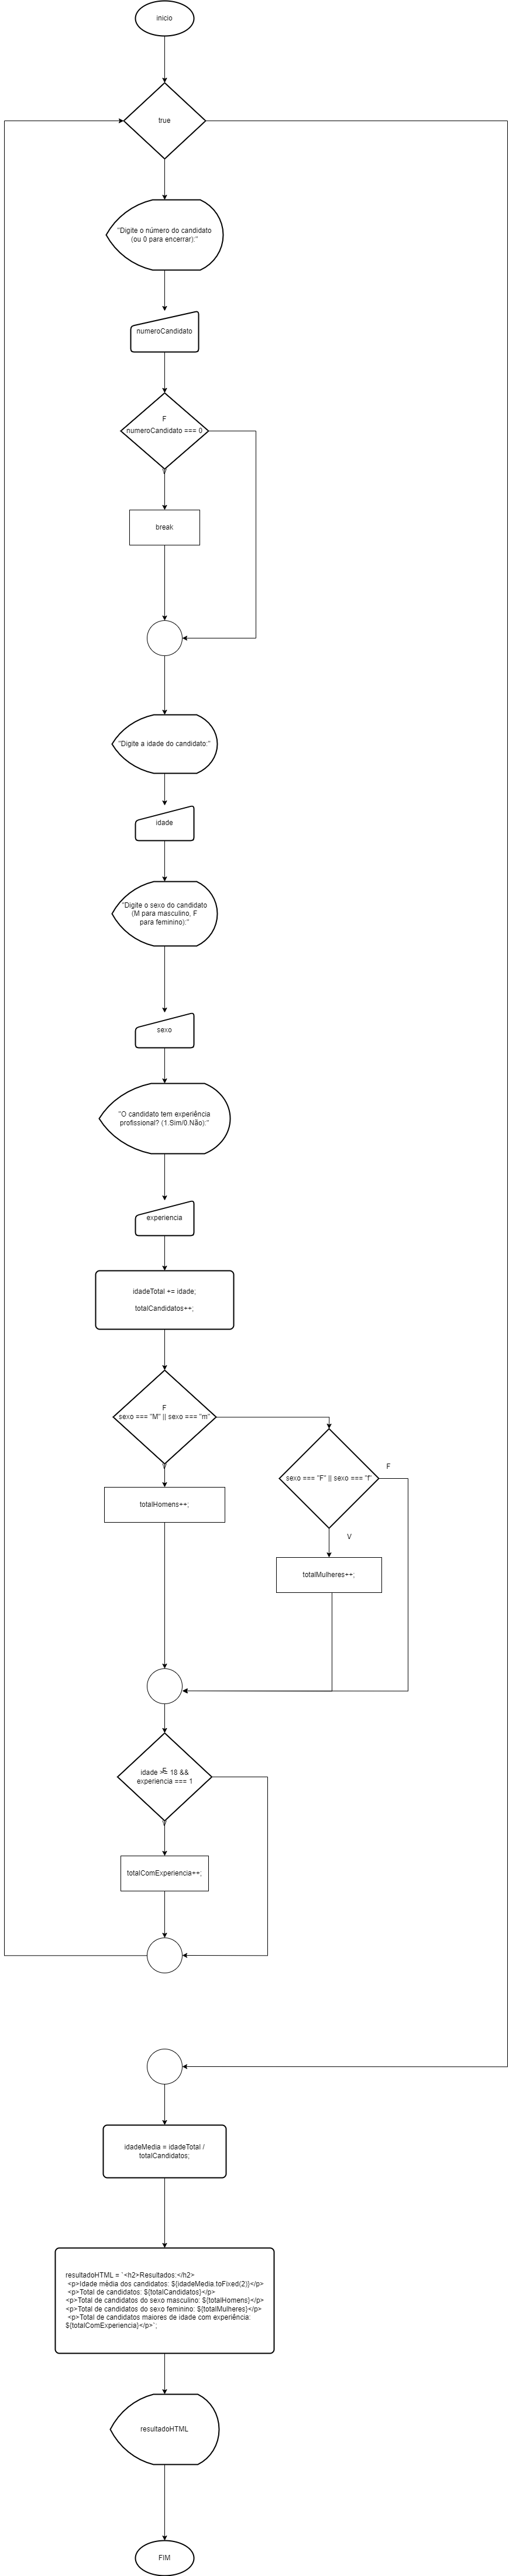 inicio
true
"Digite o número do candidato
(ou 0 para encerrar):"
numeroCandidato
F
numeroCandidato === 0
V
break
"Digite a idade do candidato:"
idade
"Digite o sexo do candidato
(M para masculino, F
para feminino):"
sexo
"O candidato tem experiência
profissional? (1.Sim/0.Não):"
experiencia
idadeTotal += idade;
totalCandidatos++;
F
sexo === "M" || sexo === "m"
V
totalHomens++;
F
sexo === "F" || sexo === "f"
V
totalMulheres++;
F
idade >= 18 &&
experiencia === 1
V
totalComExperiencia++;
idadeMedia = idadeTotal /
totalCandidatos;
resultadoHTML = `<h2>Resultados:</h2>
<p>Idade média dos candidatos: ${idadeMedia.toFixed(2)}</p>
<p>Total de candidatos: ${totalCandidatos}</p>
<p>Total de candidatos do sexo masculino: ${totalHomens}</p>
<p>Total de candidatos do sexo feminino: ${totalMulheres}</p>
<p>Total de candidatos maiores de idade com experiência:
${totalComExperiencia}</p>`;
resultadoHTML
FIM